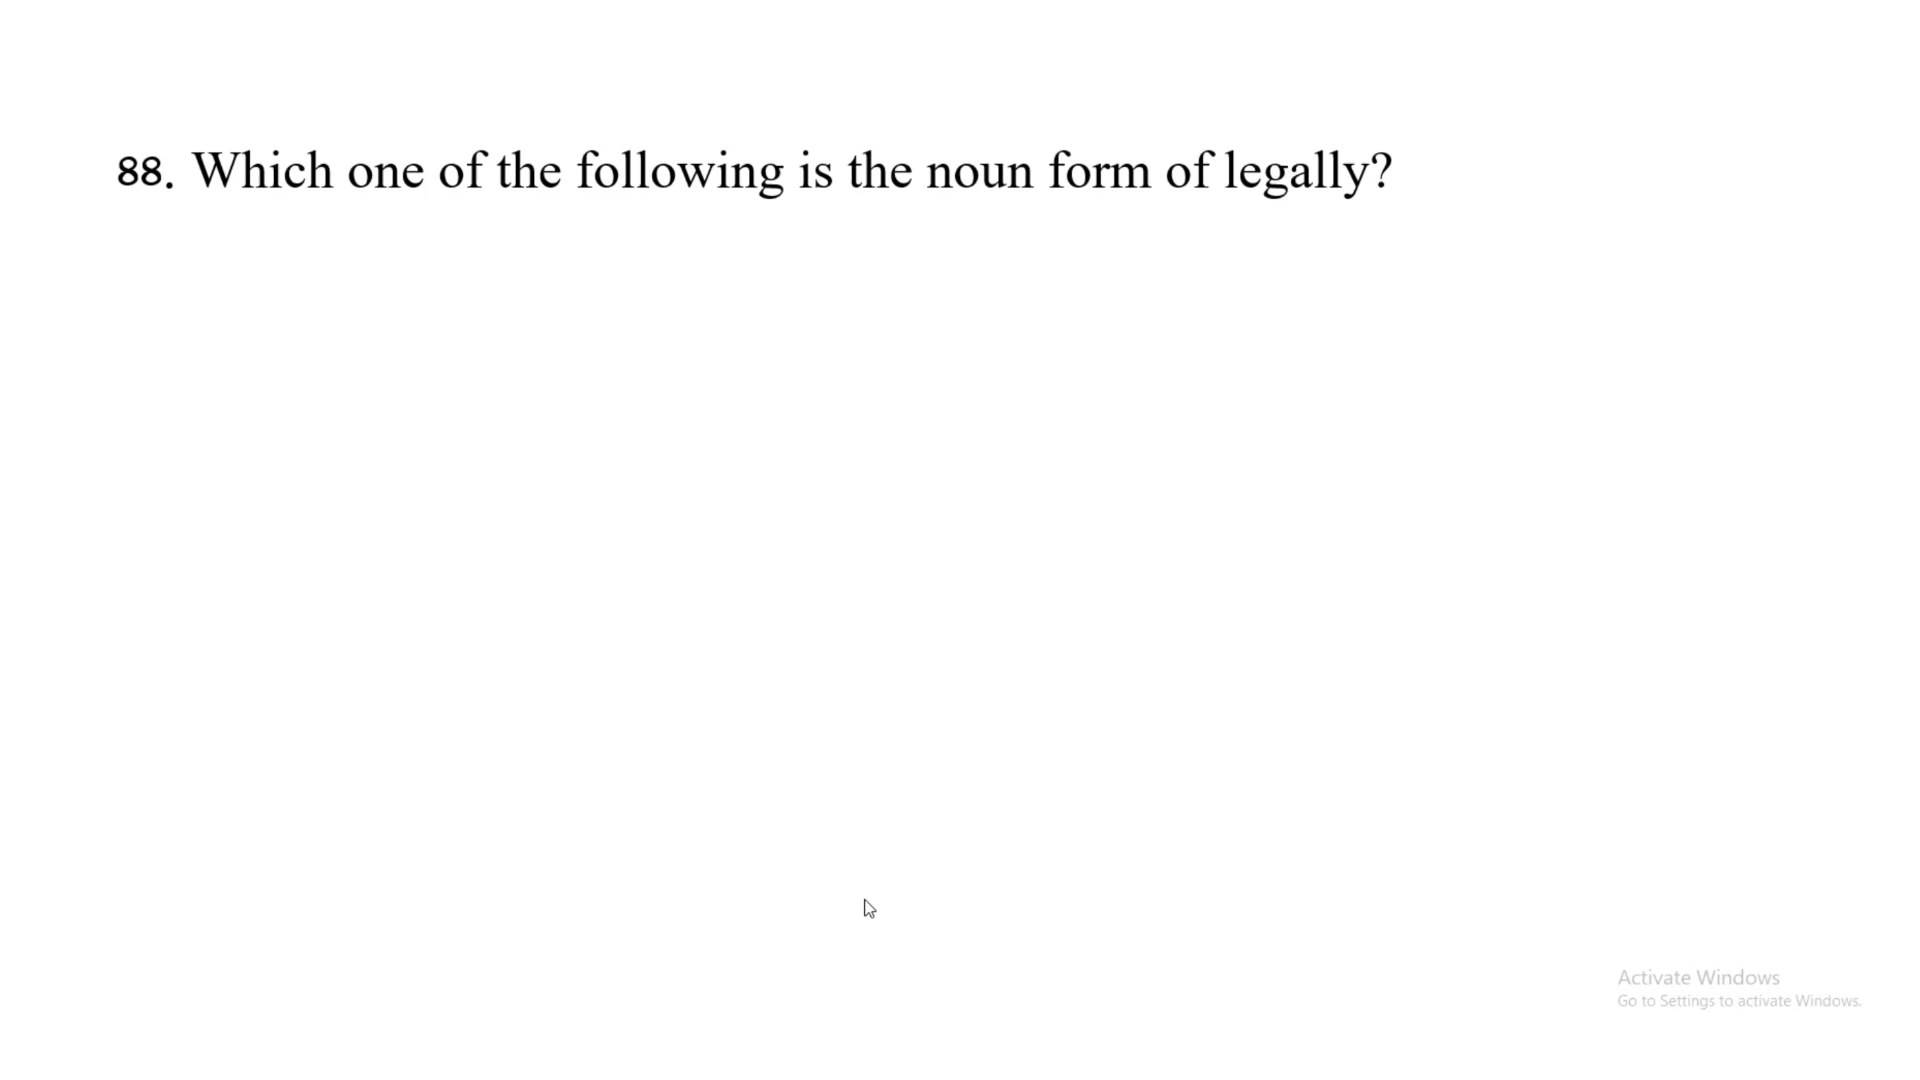 88. Which one of the following is the noun form of legally?
Activate Windows
Go to Settings to activate Windows.